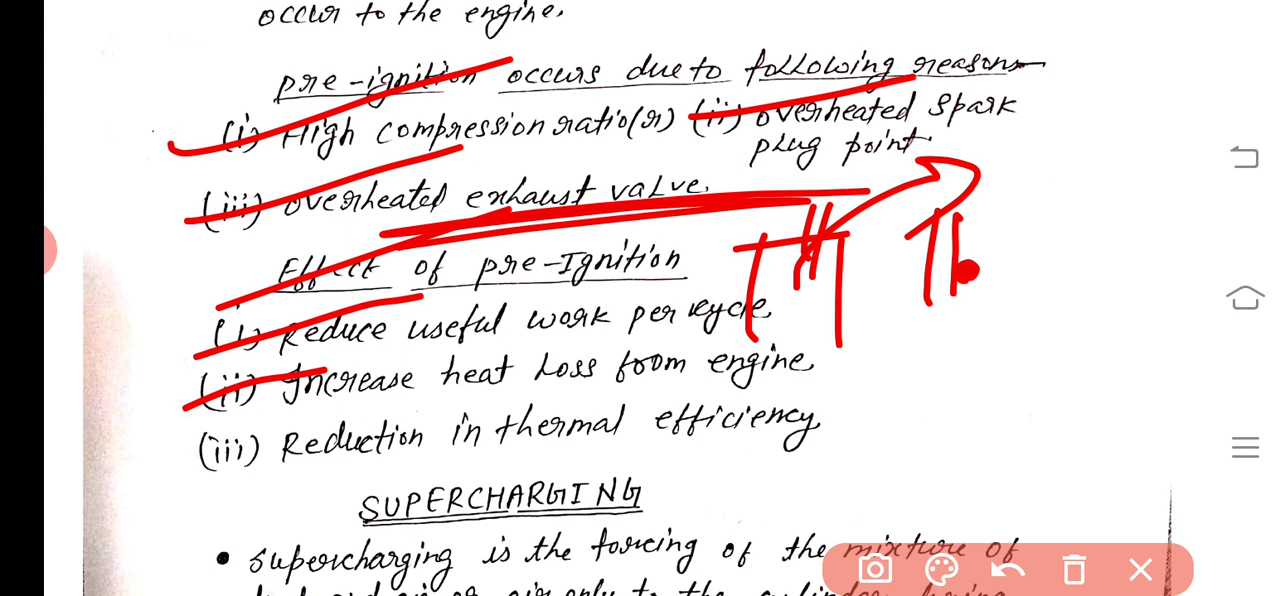 occur to the engine.
Pre-ignition occurs due to following reasons
(i) High compression ratio(r) (ii) overheated spark
plug point.
(iii) overheated exhaust valve.
Effect of pre-Ignition
(i) Reduce useful work per cycle.
(ii) Increase heat Loss from engine.
(iii) Reduction in thermal efficiency
SUPERCHARGING
• Supercharging is the forcing of the mixture of